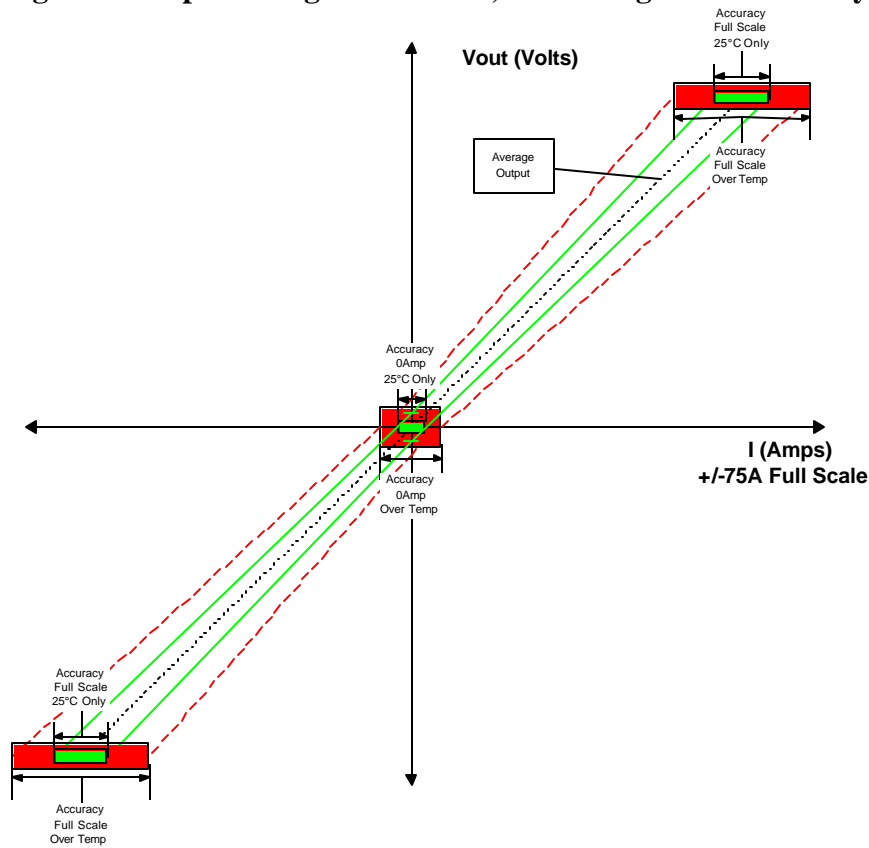 Accuracy
Full Scale
25°C Only
Vout (Volts)
Average
Output
Accuracy
Full Scale
Over Temp
Accuracy
0Amp
25°C Only
I (Amps)
+/-75A Full Scale
Accuracy
0Amp
Over Temp
Accuracy
Full Scale
25°C Only
Accuracy
Full Scale
Over Temp